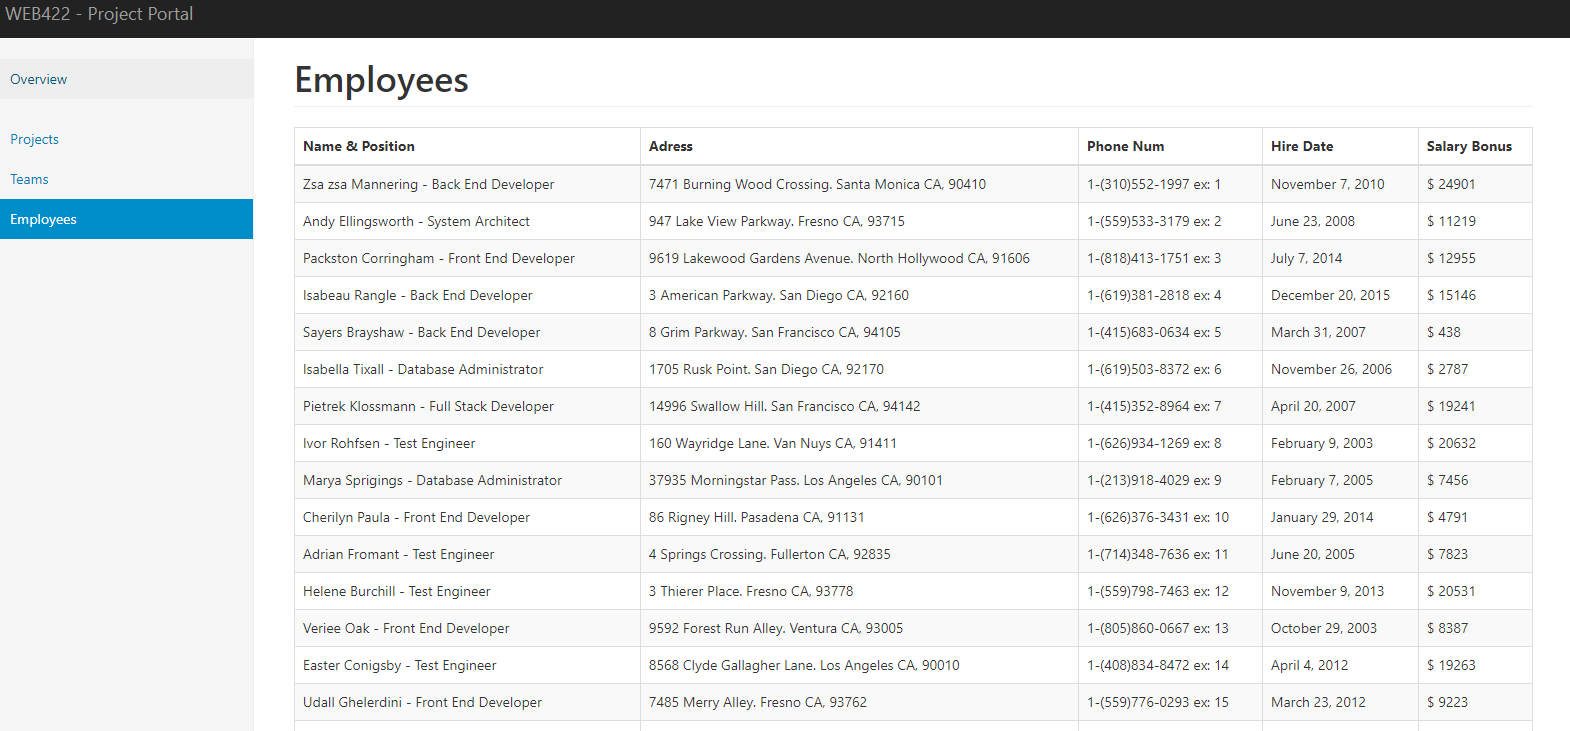 WEB422 - Project Portal
Overview
Projects
Teams
Employees
Employees
Name & Position Adress Phone Num Hire Date Salary Bonus
Zsa zsa Mannering - Back End Developer 7471 Burning Wood Crossing. Santa Monica CA, 90410 1-(310)552-1997 ex: 1 November 7, 2010 $ 24901
Andy Ellingsworth - System Architect 947 Lake View Parkway. Fresno CA, 93715 1-(559)533-3179 ex: 2 June 23, 2008 $ 11219
Packston Corringham - Front End Developer 9619 Lakewood Gardens Avenue. North Hollywood CA, 91606 1-(818)413-1751 ex: 3 July 7, 2014 $ 12955
Isabeau Rangle - Back End Developer 3 American Parkway. San Diego CA, 92160 1-(619)381-2818 ex: 4 December 20, 2015 $ 15146
Sayers Brayshaw - Back End Developer 8 Grim Parkway. San Francisco CA, 94105 1-(415)683-0634 ex: 5 March 31, 2007 $ 438
Isabella Tixall - Database Administrator 1705 Rusk Point. San Diego CA, 92170 1-(619)503-8372 ex: 6 November 26, 2006 $ 2787
Pietrek Klossmann - Full Stack Developer 14996 Swallow Hill. San Francisco CA, 94142 1-(415)352-8964 ex: 7 April 20, 2007 $ 19241
Ivor Rohfsen - Test Engineer 160 Wayridge Lane. Van Nuys CA, 91411 1-(626)934-1269 ex: 8 February 9, 2003 $ 20632
Marya Sprigings - Database Administrator 37935 Morningstar Pass. Los Angeles CA, 90101 1-(213)918-4029 ex: 9 February 7, 2005 $ 7456
Cherilyn Paula - Front End Developer 86 Rigney Hill. Pasadena CA, 91131 1-(626)376-3431 ex: 10 January 29, 2014 $ 4791
Adrian Fromant - Test Engineer 4 Springs Crossing. Fullerton CA, 92835 1-(714)348-7636 ex: 11 June 20, 2005 $ 7823
Helene Burchill - Test Engineer 3 Thierer Place. Fresno CA, 93778 1-(559)798-7463 ex: 12 November 9, 2013 $ 20531
Veriee Oak - Front End Developer 9592 Forest Run Alley. Ventura CA, 93005 1-(805)860-0667 ex: 13 October 29, 2003 $ 8387
Easter Conigsby - Test Engineer 8568 Clyde Gallagher Lane. Los Angeles CA, 90010 1-(408)834-8472 ex: 14 April 4, 2012 $ 19263
Udall Ghelerdini - Front End Developer 7485 Merry Alley. Fresno CA, 93762 1-(559)776-0293 ex: 15 March 23, 2012 $ 9223